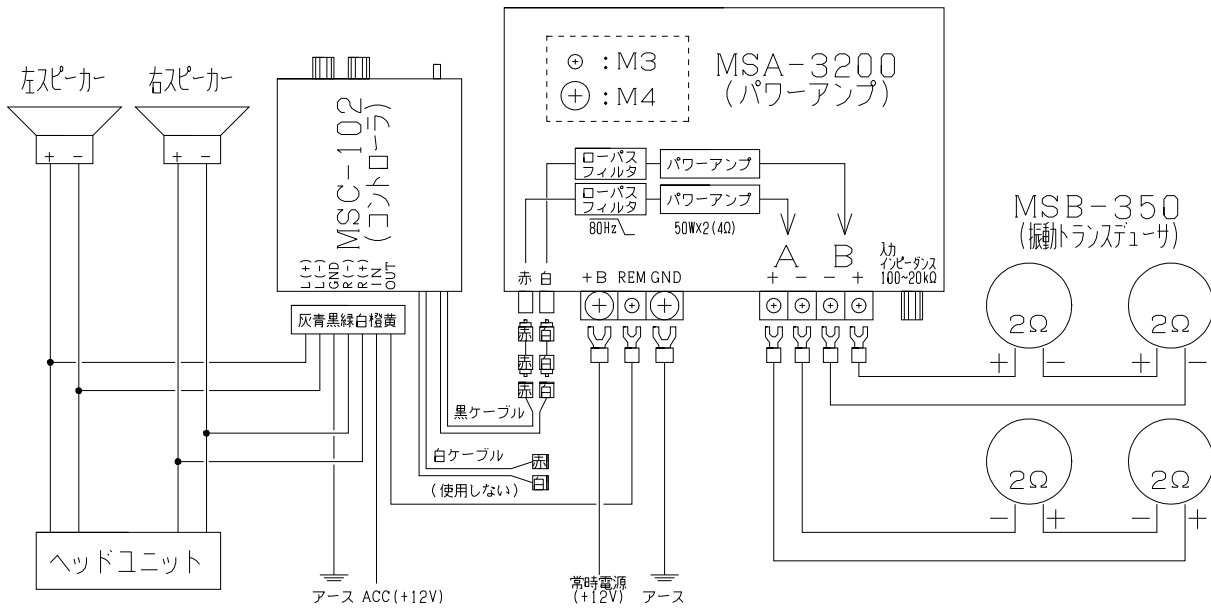 左スピーカー
右スピーカー
+ −
+ −
ヘッドユニット
MSC-102
(コントローラ)
L(+)
L(-)
GND
R(-)
R(+)
IN
OUT
灰青黒緑白橙黄
アース
ACC(+12V)
黒ケーブル
白ケーブル
(使用しない)
赤
白
: M3
: M4
MSA-3200
(パワーアンプ)
ローパス
フィルタ
パワーアンプ
ローパス
フィルタ
パワーアンプ
80Hz
50W×2(4Ω)
A
B
赤 白
+B REM GND
+ − − +
入力
インピーダンス
100~20kΩ
赤 白
赤 白
赤 白
常時電源
(+12V)
アース
MSB-350
(振動トランスデューサ)
2Ω
2Ω
+ − + −
2Ω
2Ω
− + − +